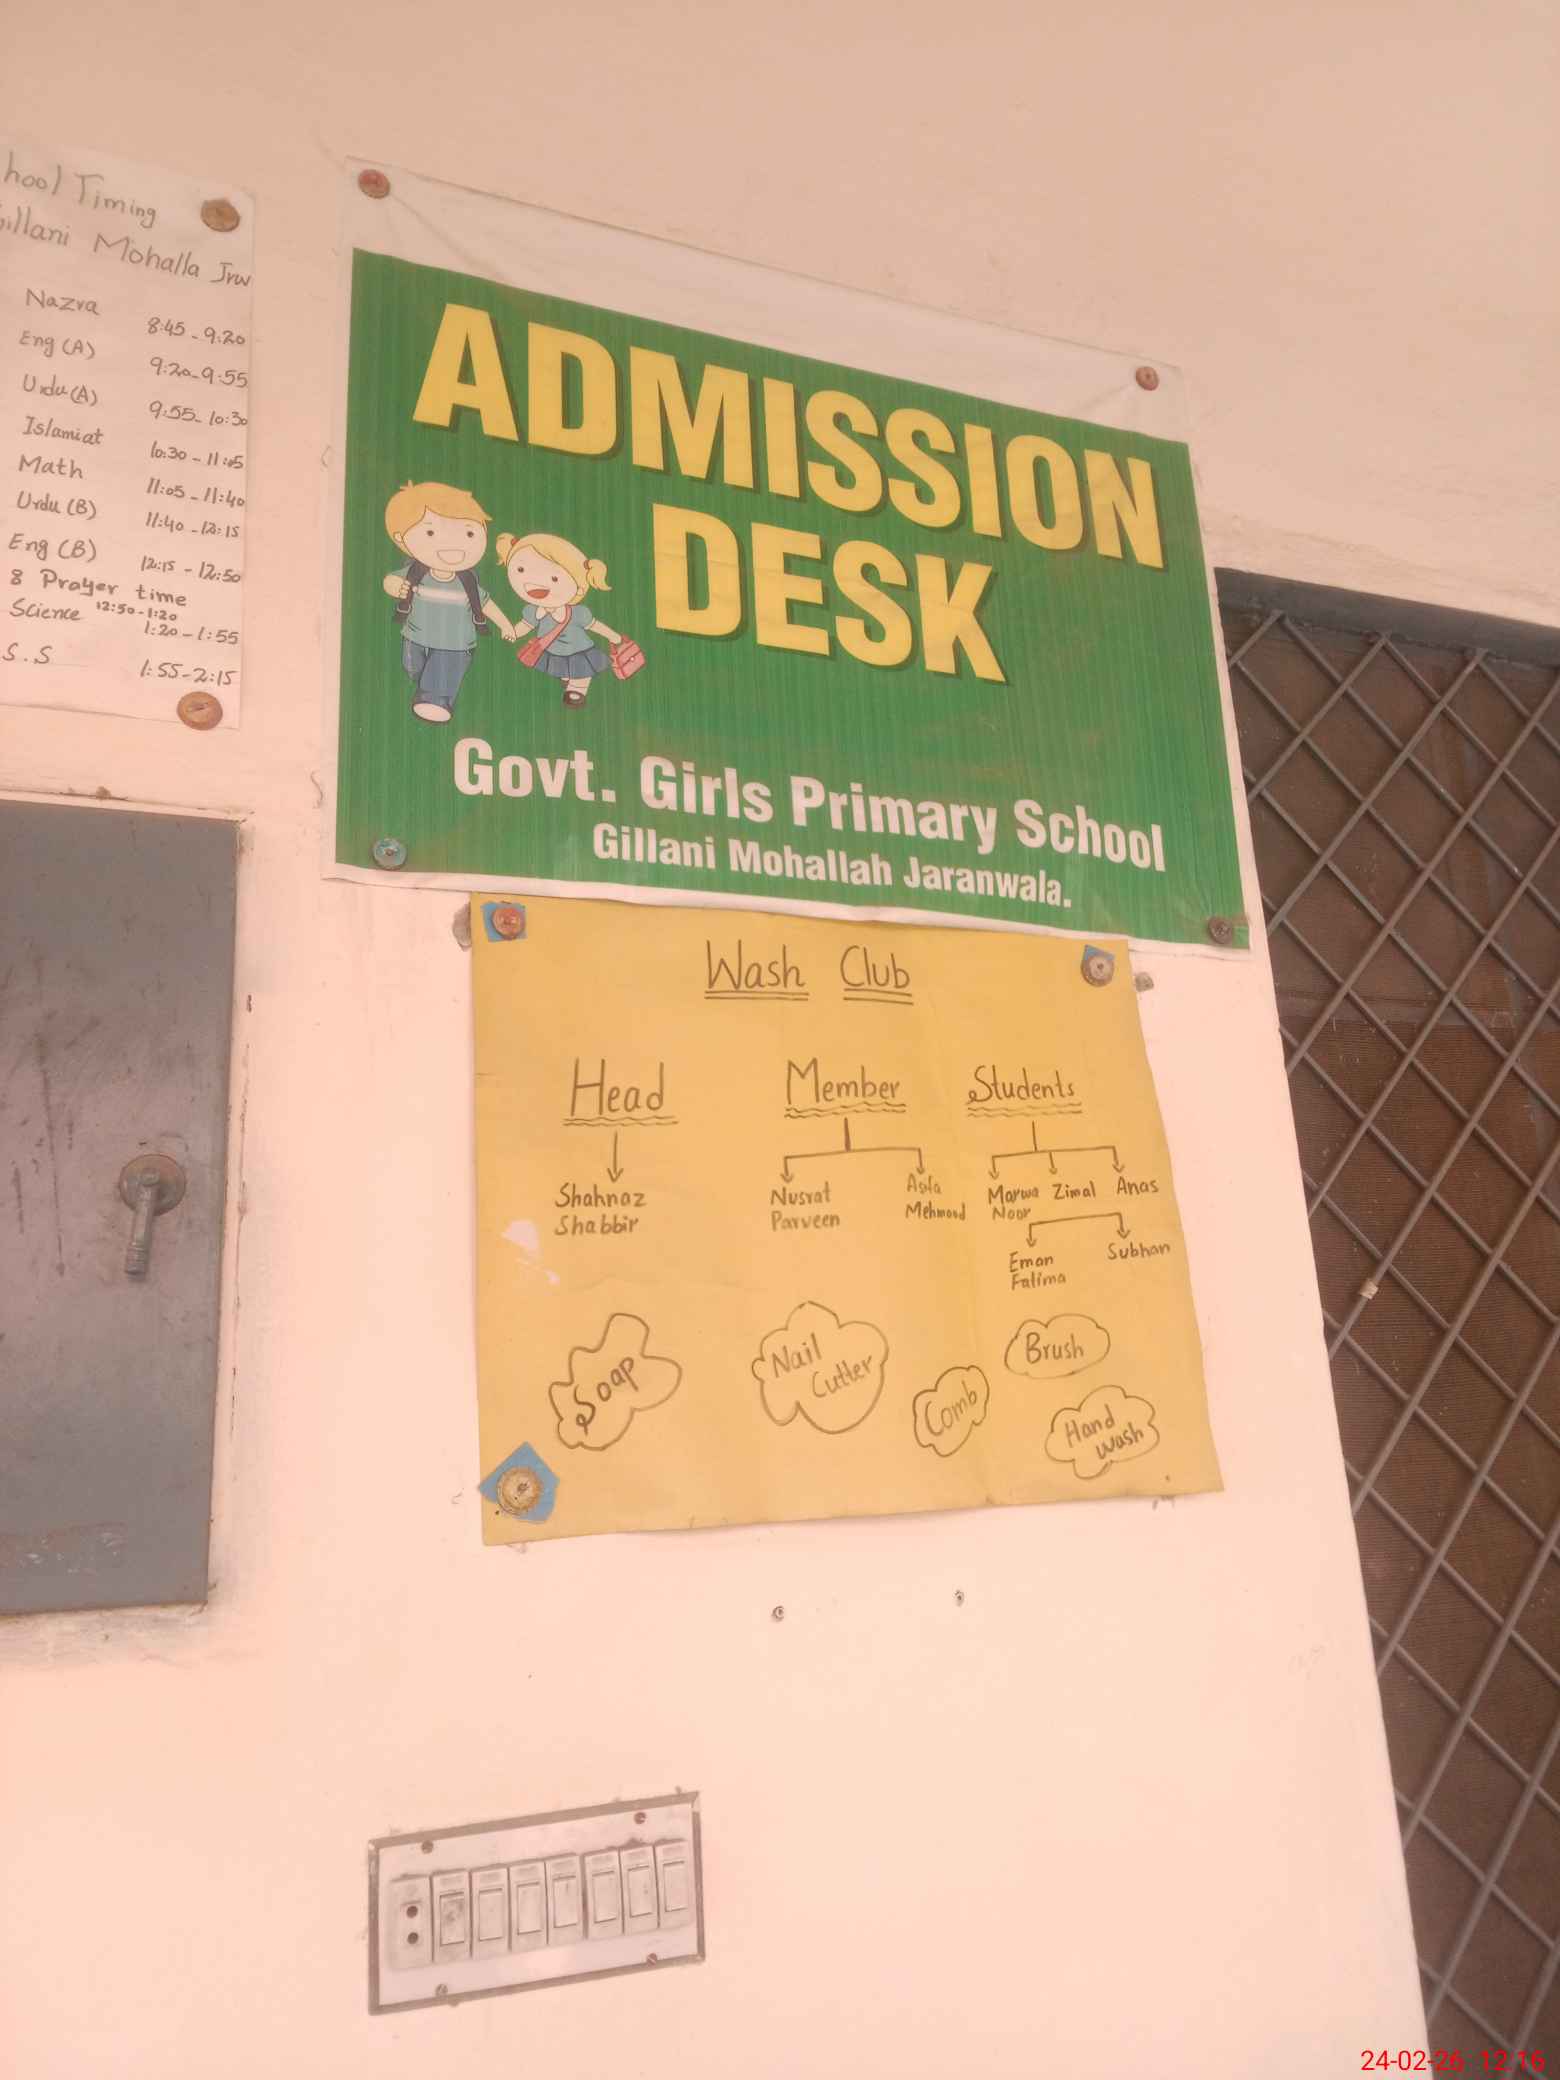 hool Timing
Gillani Mohalla Jrw
Nazra 8:45 - 9:20
Eng (A) 9:20-9:55
Urdu (A) 9:55-10:30
Islamiat 10:30-11:05
Math 11:05-11:40
Urdu (B) 11:40-12:15
Eng (B) 12:15-12:50
& Prayer time
12:50-1:20
Science 1:20-1:55
S.S 1:55-2:15
ADMISSION
DESK
Govt. Girls Primary School
Gillani Mohallah Jaranwala.
Wash Club
Head Member Students
Shahnaz
Shabbir
Nusrat
Parveen
Asifa
Mehmood
Marwa
Noor
Zimal
Anas
Eman
Fatima
Subhan
Soap
Nail
Cutter
Comb
Brush
Hand
Wash
24-02-26 12:16